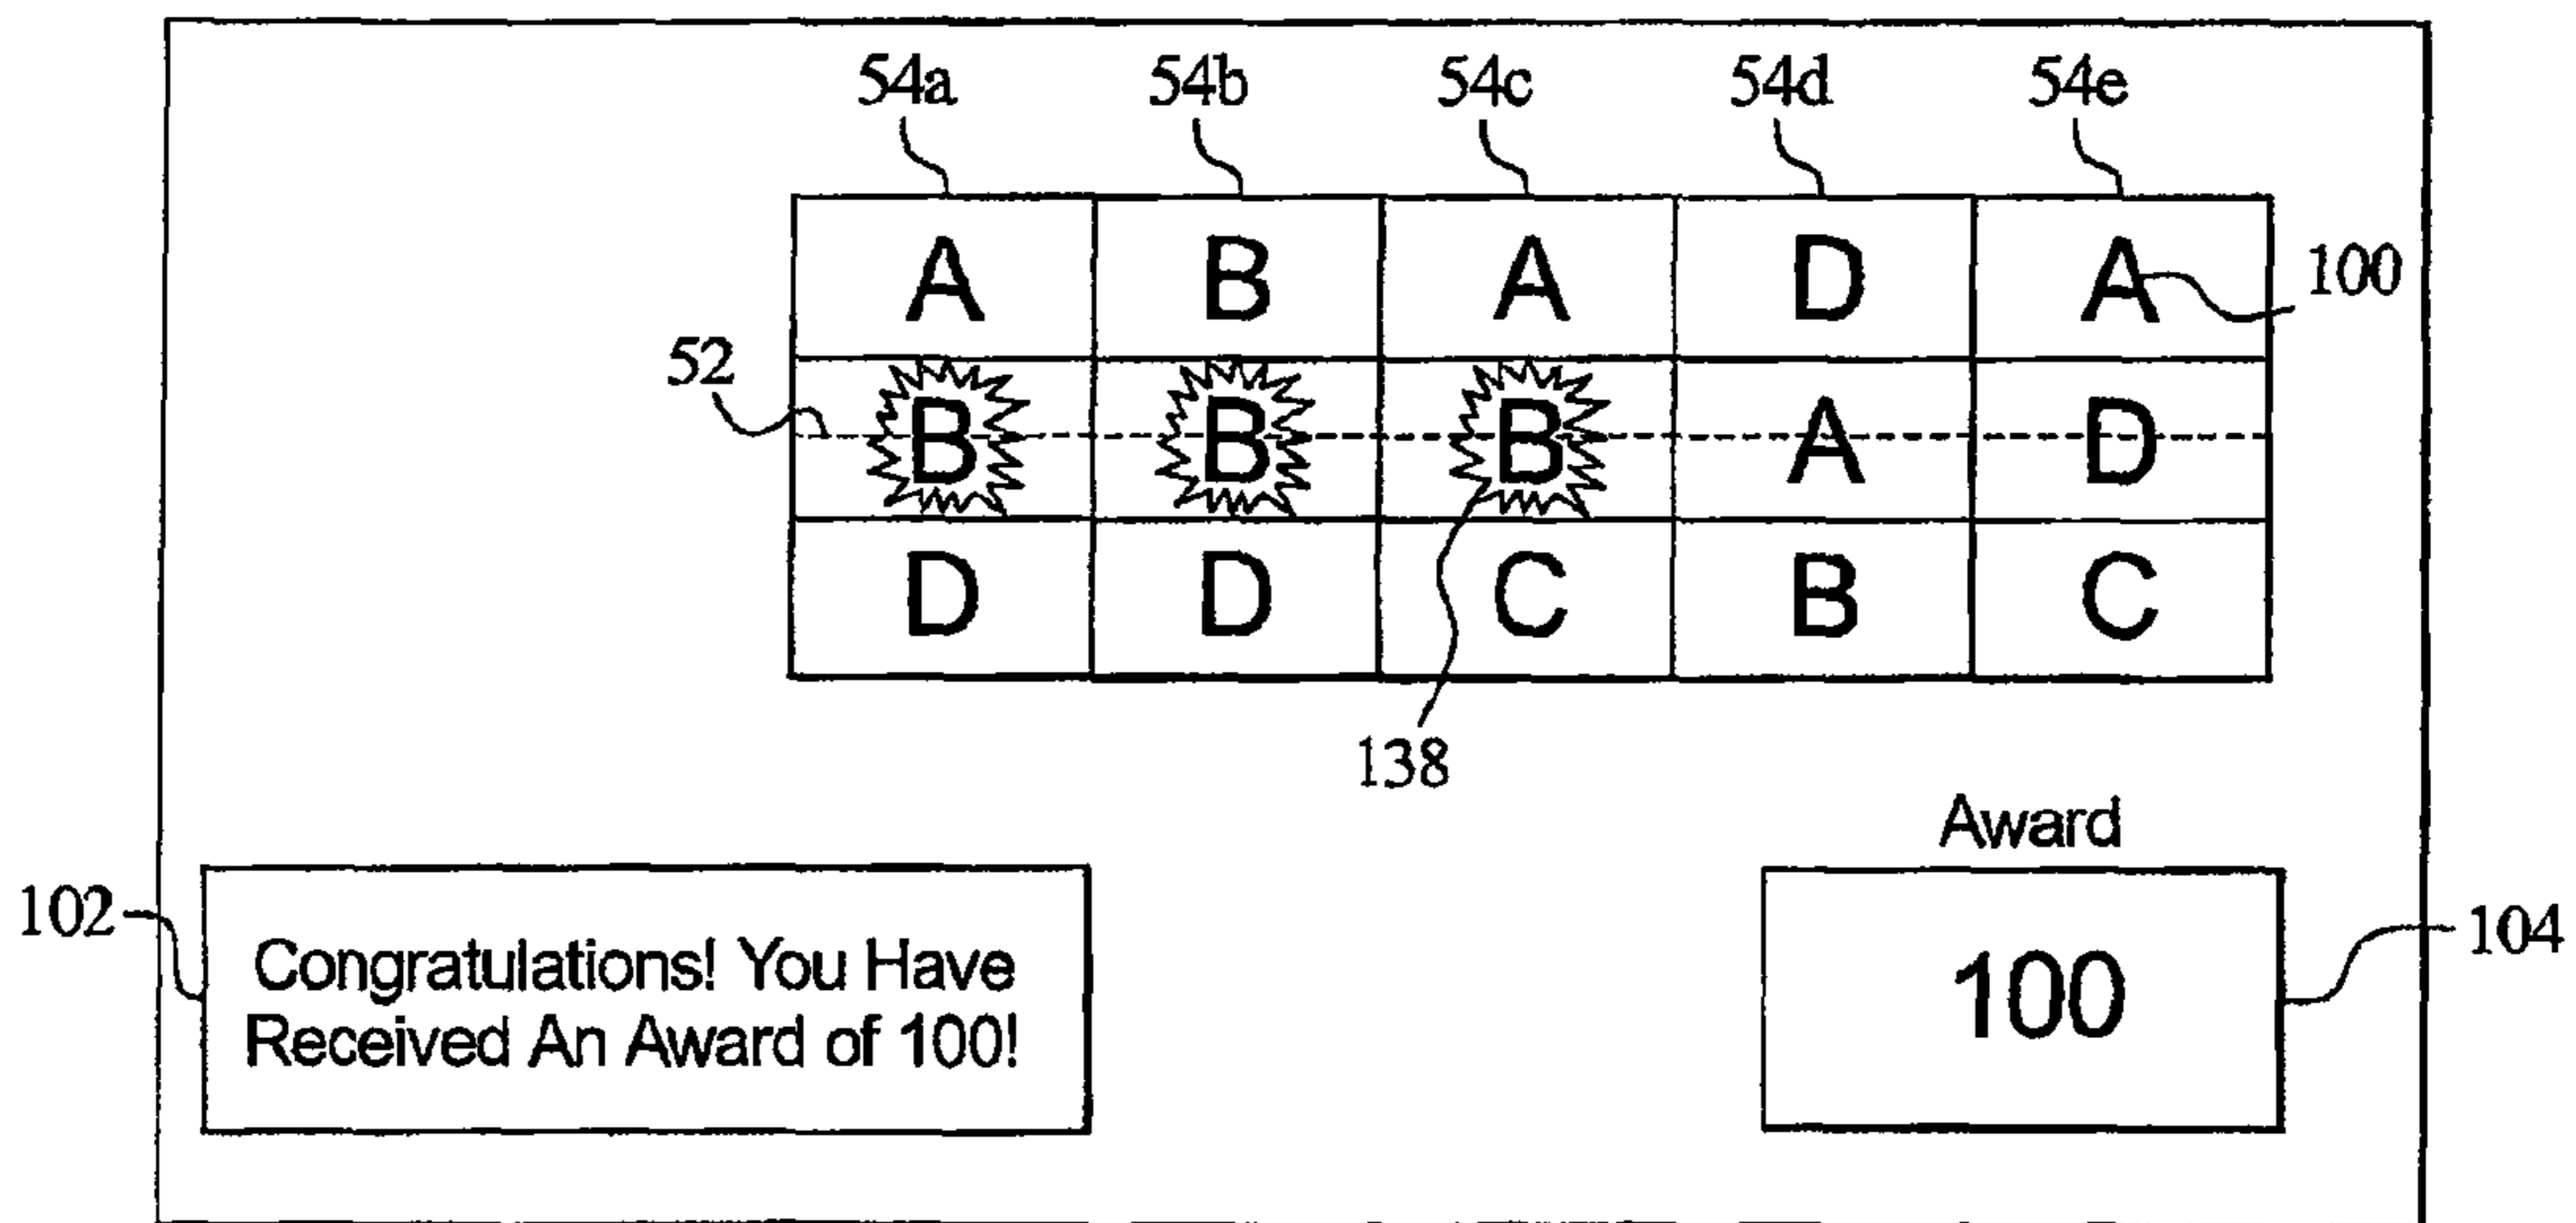 54a 54b 54c 54d 54e
A B A D A 100
52
B B B A D
D D C B C
138
Award
102
Congratulations! You Have
Received An Award of 100!
100
104